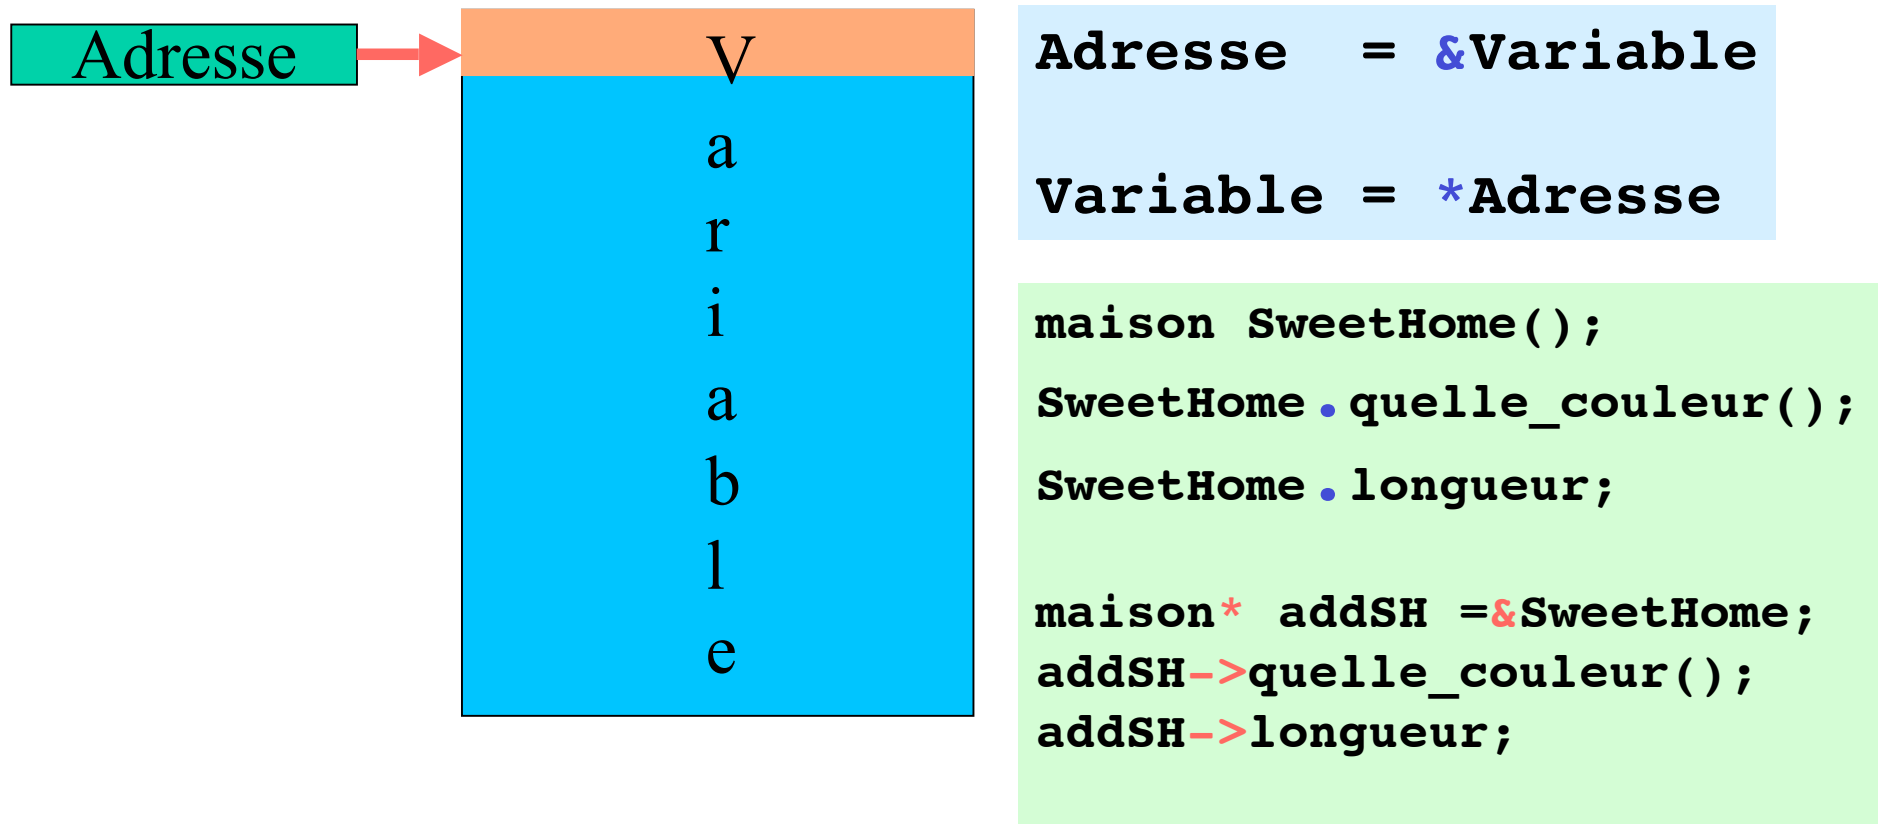 Adresse
V
a
r
i
a
b
l
e
Adresse = &Variable
Variable = *Adresse
maison SweetHome();
SweetHome.quelle_couleur();
SweetHome.longueur;
maison* addSH =&SweetHome;
addSH->quelle_couleur();
addSH->longueur;